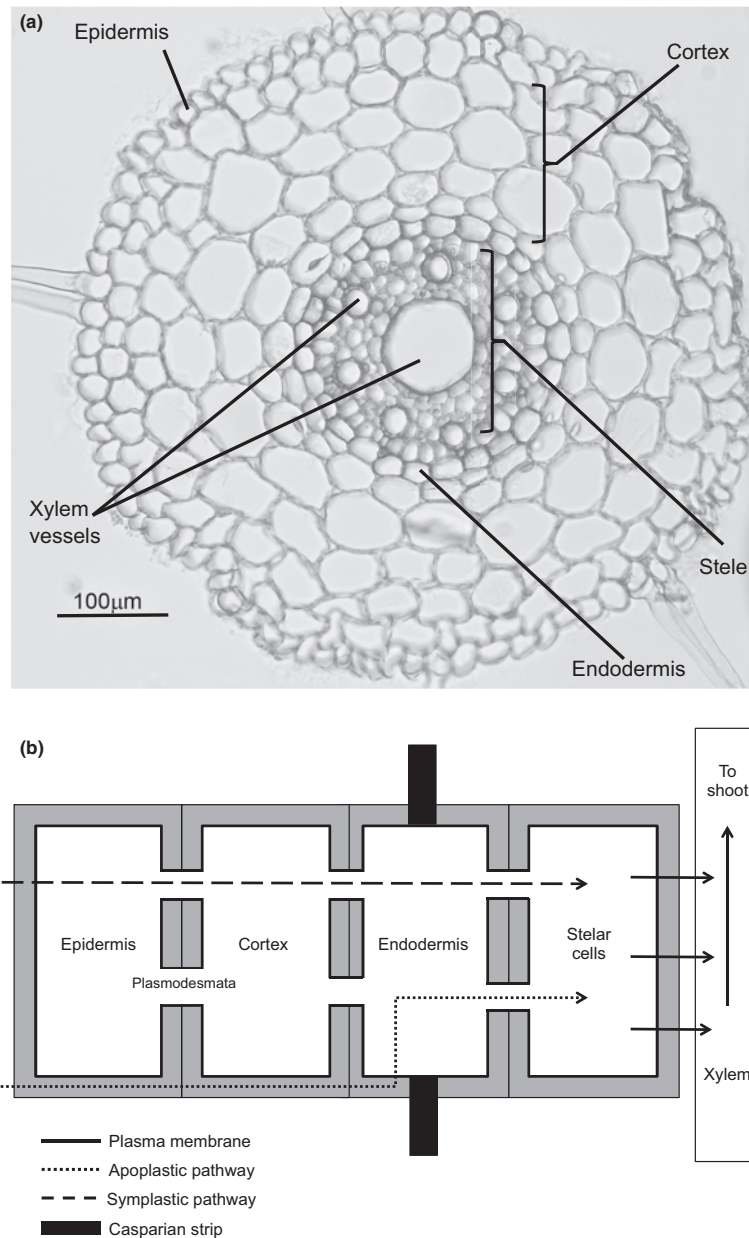 (a)
Epidermis
Cortex
Xylem
vessels
100µm
Stele
Endodermis
(b)
To
shoot
Epidermis
Cortex
Endodermis
Stelar
cells
Plasmodesmata
Xylem
Plasma membrane
Apoplastic pathway
Symplastic pathway
Casparian strip